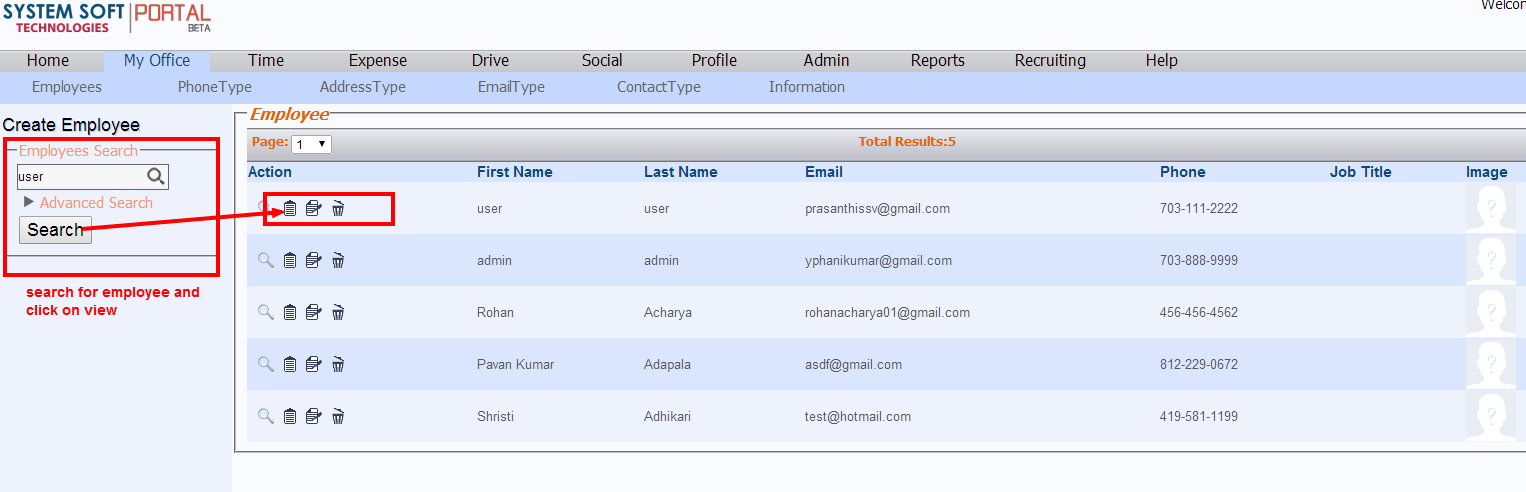 SYSTEM SOFT PORTAL
TECHNOLOGIES BETA
Welcom
Home My Office Time Expense Drive Social Profile Admin Reports Recruiting Help
Employees PhoneType AddressType EmailType ContactType Information
Create Employee
Employees Search
user
Advanced Search
Search
search for employee and
click on view
Employee
Page: 1 Total Results:5
Action First Name Last Name Email Phone Job Title Image
user user prasanthissv@gmail.com 703-111-2222
admin admin yphanikumar@gmail.com 703-888-9999
Rohan Acharya rohanacharya01@gmail.com 456-456-4562
Pavan Kumar Adapala asdf@gmail.com 812-229-0672
Shristi Adhikari test@hotmail.com 419-581-1199